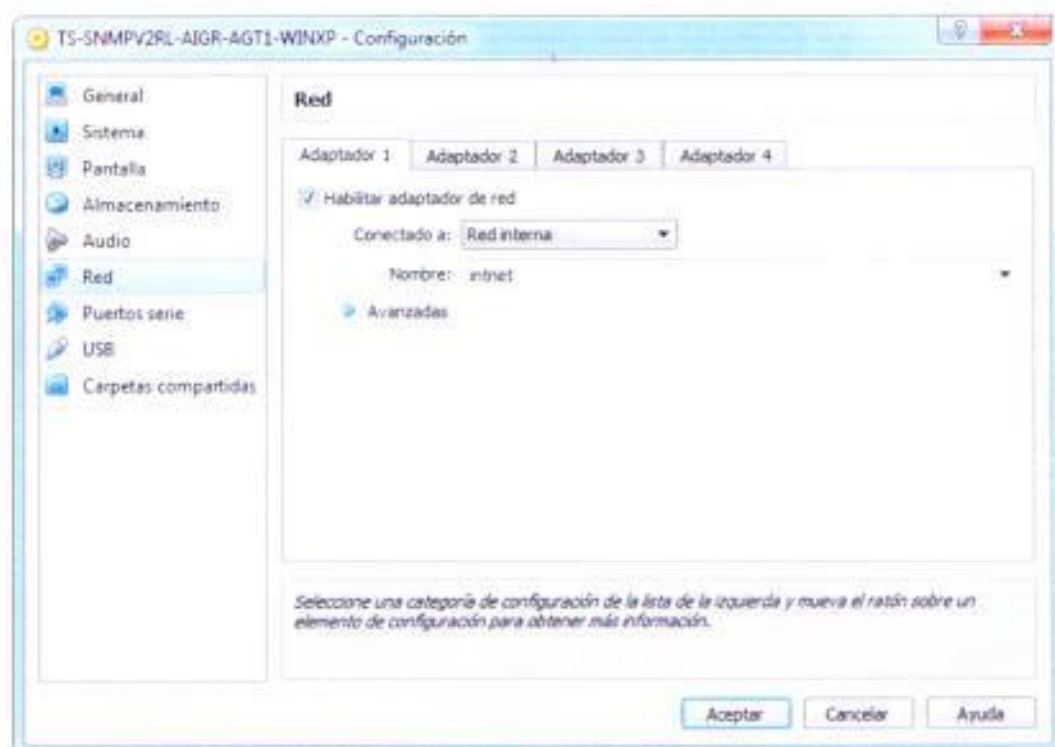 TS-SNMPV2RL-AIGR-AGT1-WINXP - Configuración
General
Sistema
Pantalla
Almacenamiento
Audio
Red
Puertos serie
USB
Carpetas compartidas
Red
Adaptador 1 Adaptador 2 Adaptador 3 Adaptador 4
Habilitar adaptador de red
Conectado a: Red interna
Nombre: intnet
Avanzadas
Seleccione una categoría de configuración de la lista de la izquierda y mueva el ratón sobre un
elemento de configuración para obtener más información.
Aceptar Cancelar Ayuda